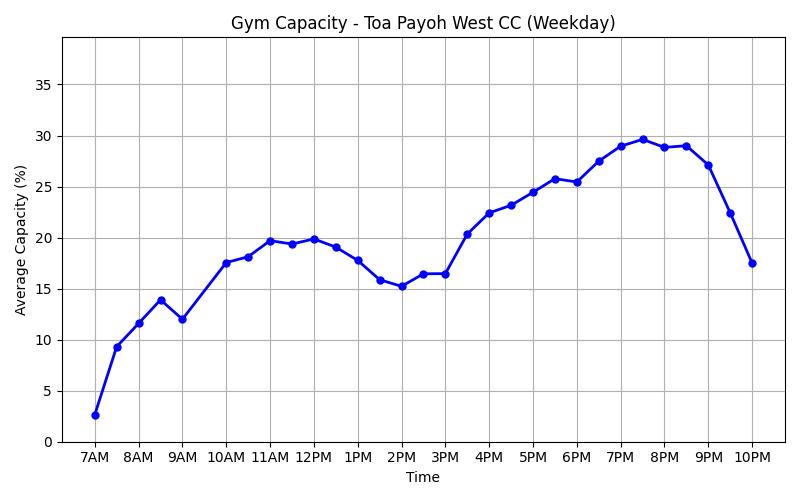 Gym Capacity - Toa Payoh West CC (Weekday)
Average Capacity (%)
35
30
25
20
15
10
5
0
7AM 8AM 9AM 10AM 11AM 12PM 1PM 2PM 3PM 4PM 5PM 6PM 7PM 8PM 9PM 10PM
Time